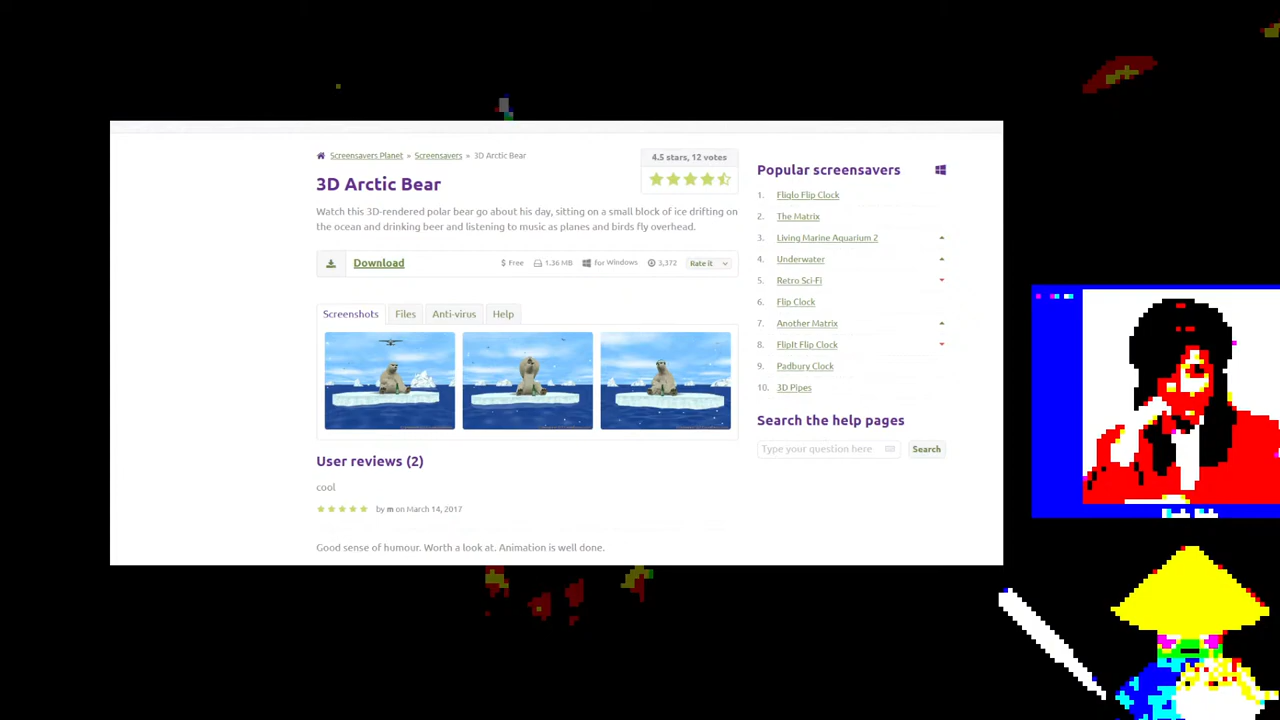 Screensavers Planet » Screensavers » 3D Arctic Bear
3D Arctic Bear
Watch this 3D-rendered polar bear go about his day, sitting on a small block of ice drifting on
the ocean and drinking beer and listening to music as planes and birds fly overhead.
4.5 stars, 12 votes
Download
$ Free
1.36 MB
for Windows
3,372
Rate it
Screenshots
Files
Anti-virus
Help
User reviews (2)
cool
by m on March 14, 2017
Good sense of humour. Worth a look at. Animation is well done.
Popular screensavers
1. Fliqlo Flip Clock
2. The Matrix
3. Living Marine Aquarium 2
4. Underwater
5. Retro Sci-Fi
6. Flip Clock
7. Another Matrix
8. FlipIt Flip Clock
9. Padbury Clock
10. 3D Pipes
Search the help pages
Type your question here
Search